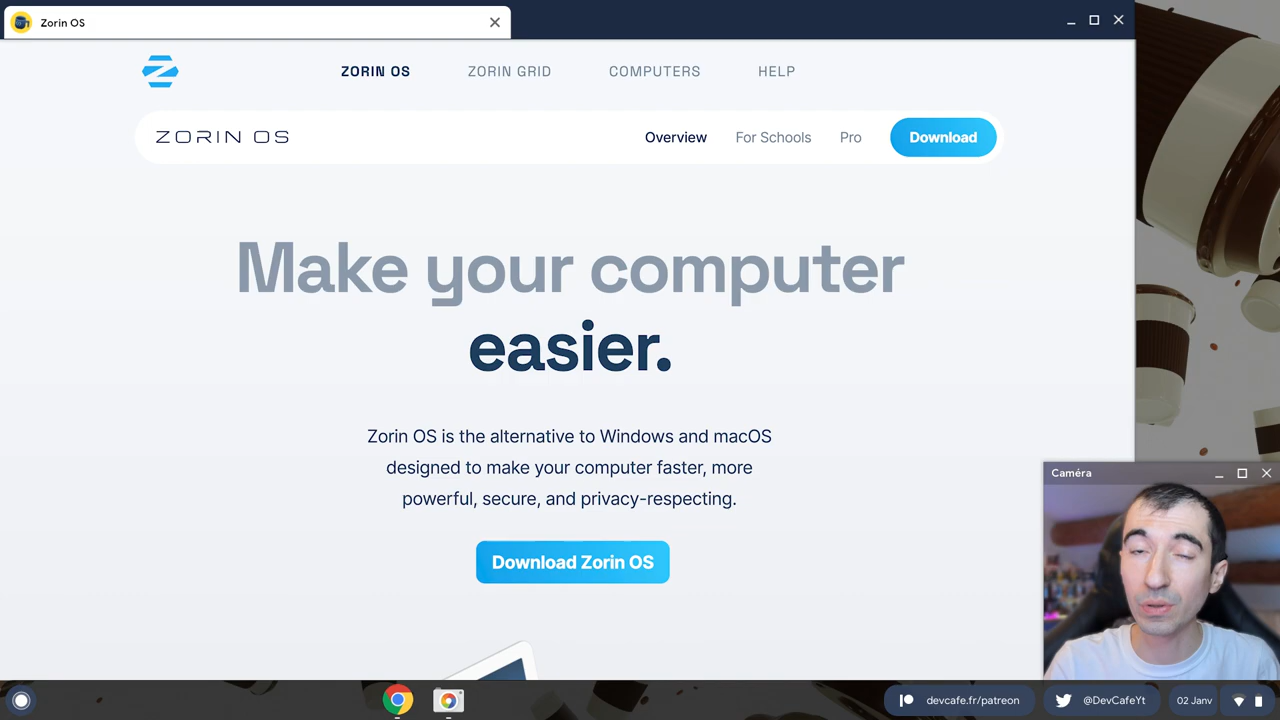 Zorin OS
ZORIN OS
ZORIN GRID
COMPUTERS
HELP
ZORIN OS
Overview
For Schools
Pro
Download
Make your computer
easier.
Zorin OS is the alternative to Windows and macOS
designed to make your computer faster, more
powerful, secure, and privacy-respecting.
Download Zorin OS
Caméra
devcafe.fr/patreon
@DevCafeYt
02 Janv